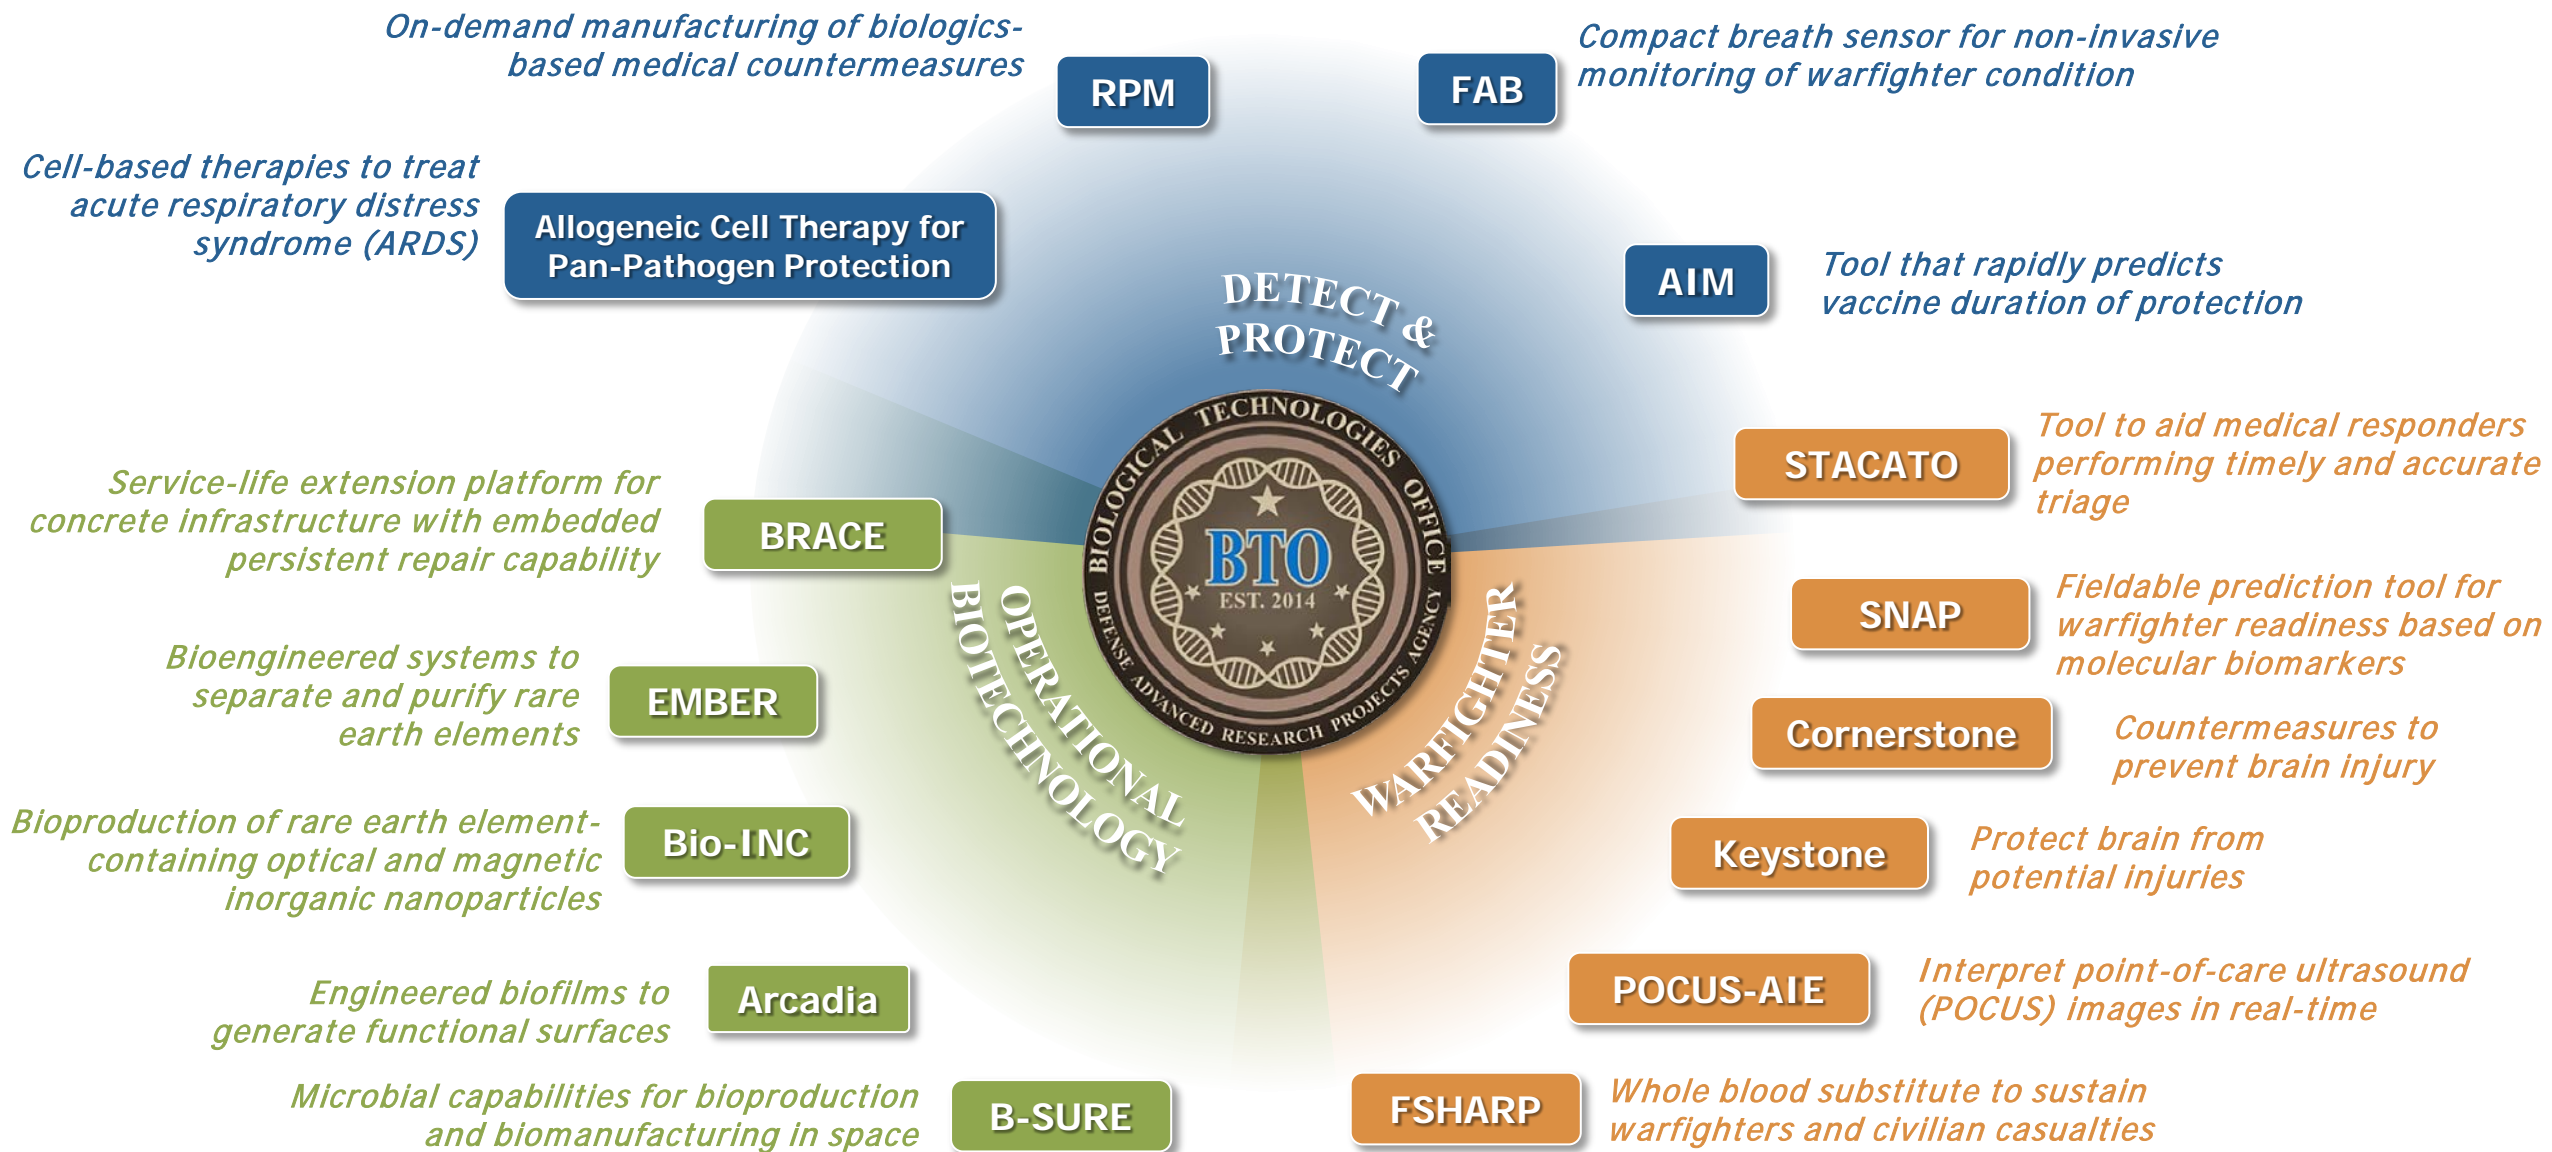 On-demand manufacturing of biologics-
based medical countermeasures
RPM
FAB
Compact breath sensor for non-invasive
monitoring of warfighter condition
Cell-based therapies to treat
acute respiratory distress
syndrome (ARDS)
Allogeneic Cell Therapy for
Pan-Pathogen Protection
AIM
Tool that rapidly predicts
vaccine duration of protection
DETECT &
PROTECT
BIOLOGICAL TECHNOLOGIES OFFICE
BTO
EST. 2014
DEFENSE ADVANCED RESEARCH PROJECTS AGENCY
STACATO
Tool to aid medical responders
performing timely and accurate
triage
Service-life extension platform for
concrete infrastructure with embedded
persistent repair capability
BRACE
OPERATIONAL
BIOTECHNOLOGY
WARFIGHTER
READINESS
SNAP
Fieldable prediction tool for
warfighter readiness based on
molecular biomarkers
Bioengineered systems to
separate and purify rare
earth elements
EMBER
Cornerstone
Countermeasures to
prevent brain injury
Bioproduction of rare earth element-
containing optical and magnetic
inorganic nanoparticles
Bio-INC
Keystone
Protect brain from
potential injuries
Engineered biofilms to
generate functional surfaces
Arcadia
POCUS-AIE
Interpret point-of-care ultrasound
(POCUS) images in real-time
Microbial capabilities for bioproduction
and biomanufacturing in space
B-SURE
FSHARP
Whole blood substitute to sustain
warfighters and civilian casualties